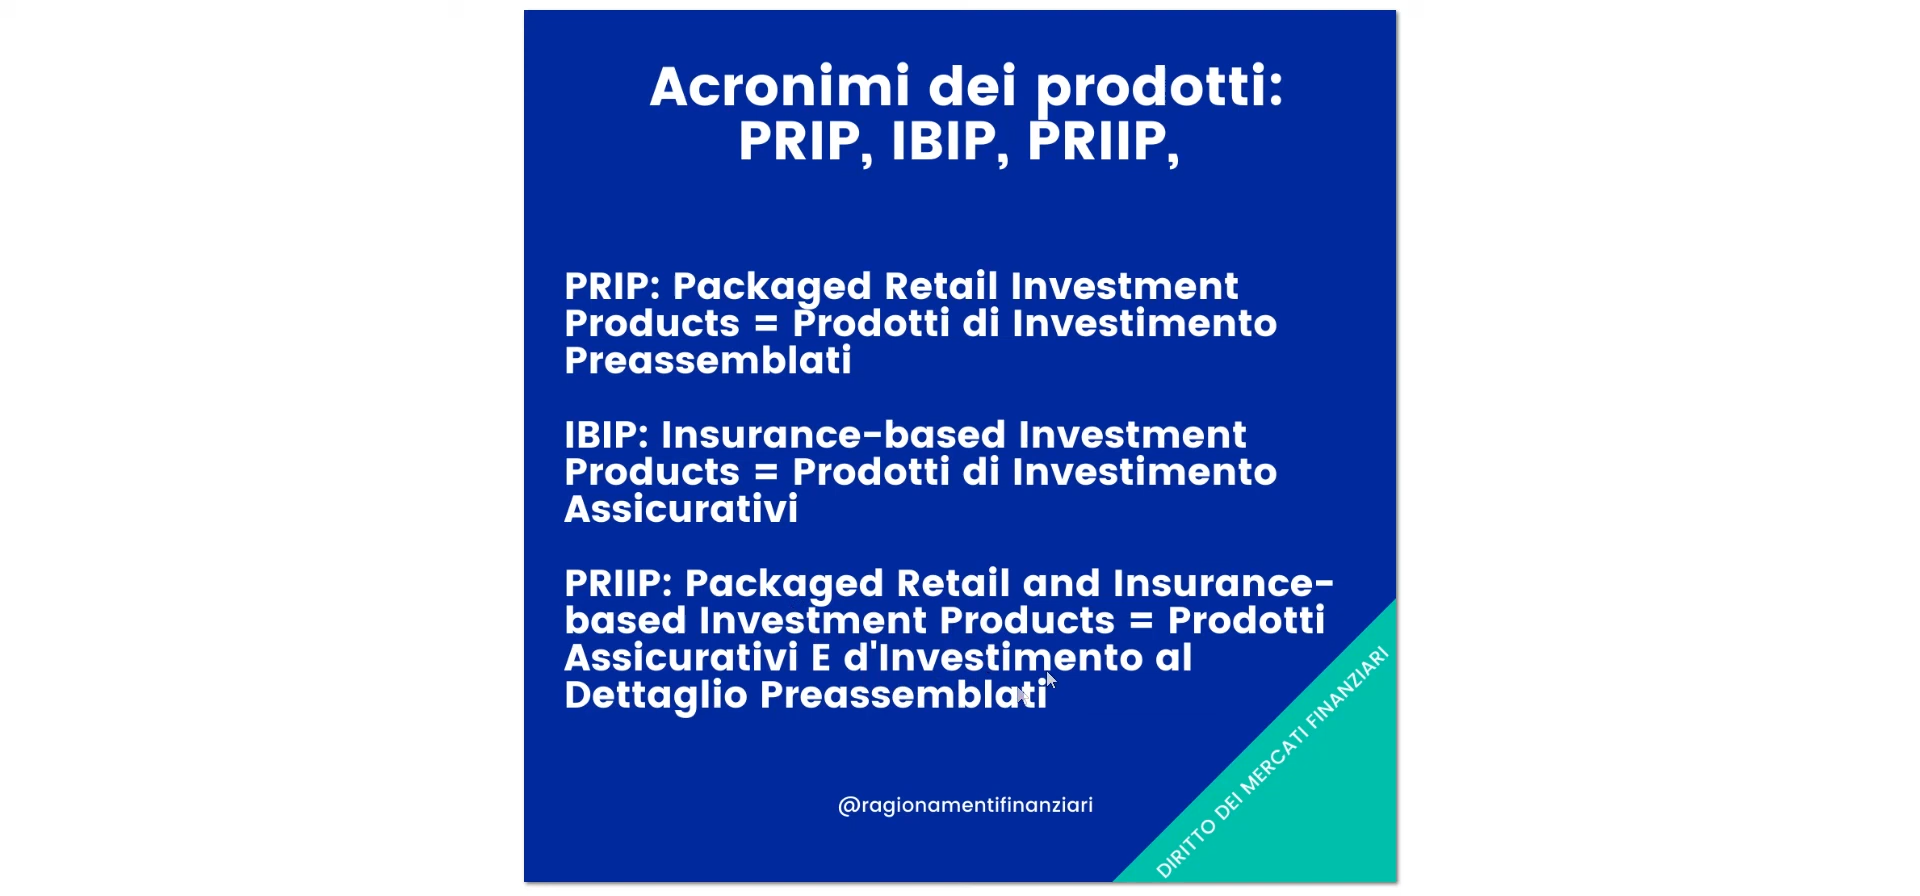 Acronimi dei prodotti:
PRIP, IBIP, PRIIP,
PRIP: Packaged Retail Investment
Products = Prodotti di Investimento
Preassemblati
IBIP: Insurance-based Investment
Products = Prodotti di Investimento
Assicurativi
PRIIP: Packaged Retail and Insurance-
based Investment Products = Prodotti
Assicurativi E d'Investimento al
Dettaglio Preassemblati
@ragionamentifinanziari
DIRITTO DEI MERCATI FINANZIARI